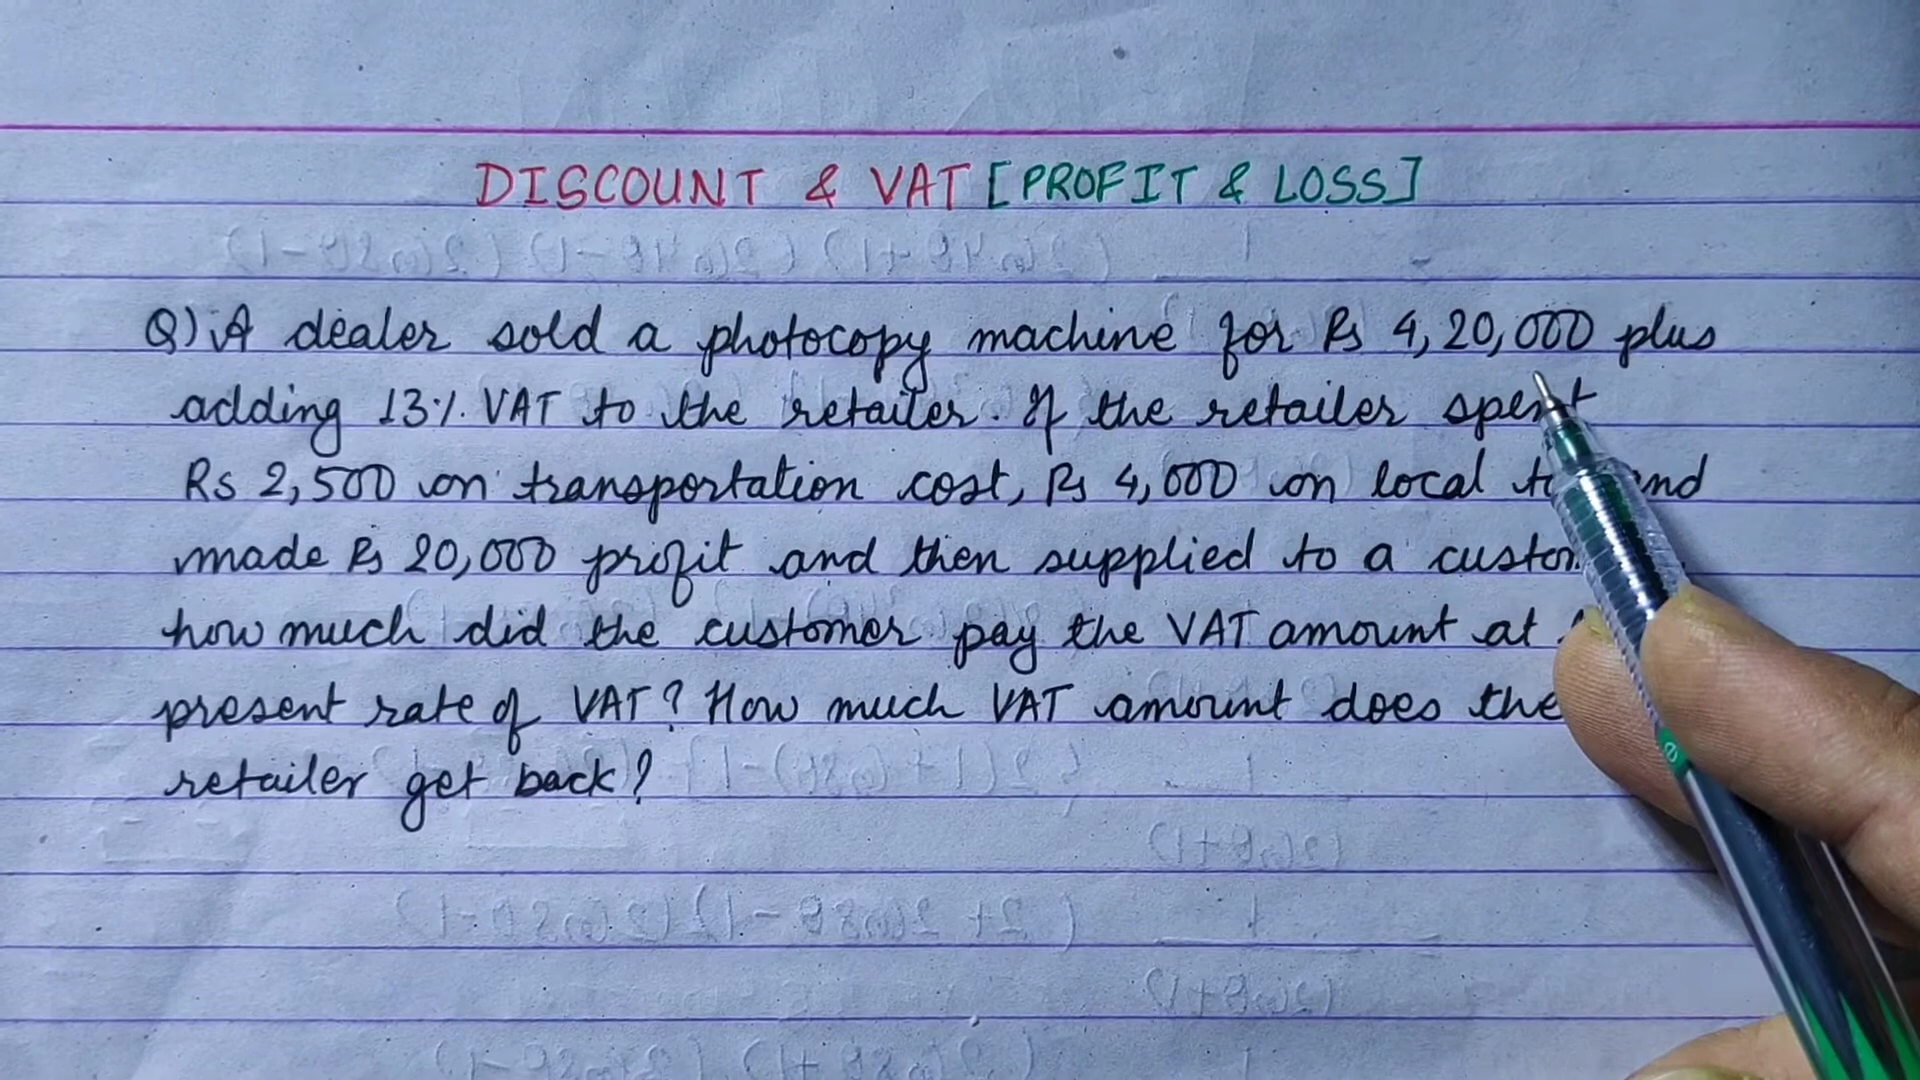 DISCOUNT & VAT [PROFIT & LOSS]
Q) A dealer sold a photocopy machine for Rs 4,20,000 plus
adding 13% VAT to the retailer. If the retailer spent
Rs 2,500 on transportation cost, Rs 4,000 on local and
made Rs 20,000 profit and then supplied to a
how much did the customer pay the VAT amount at
present rate of VAT? How much VAT amount does the
retailer get back?